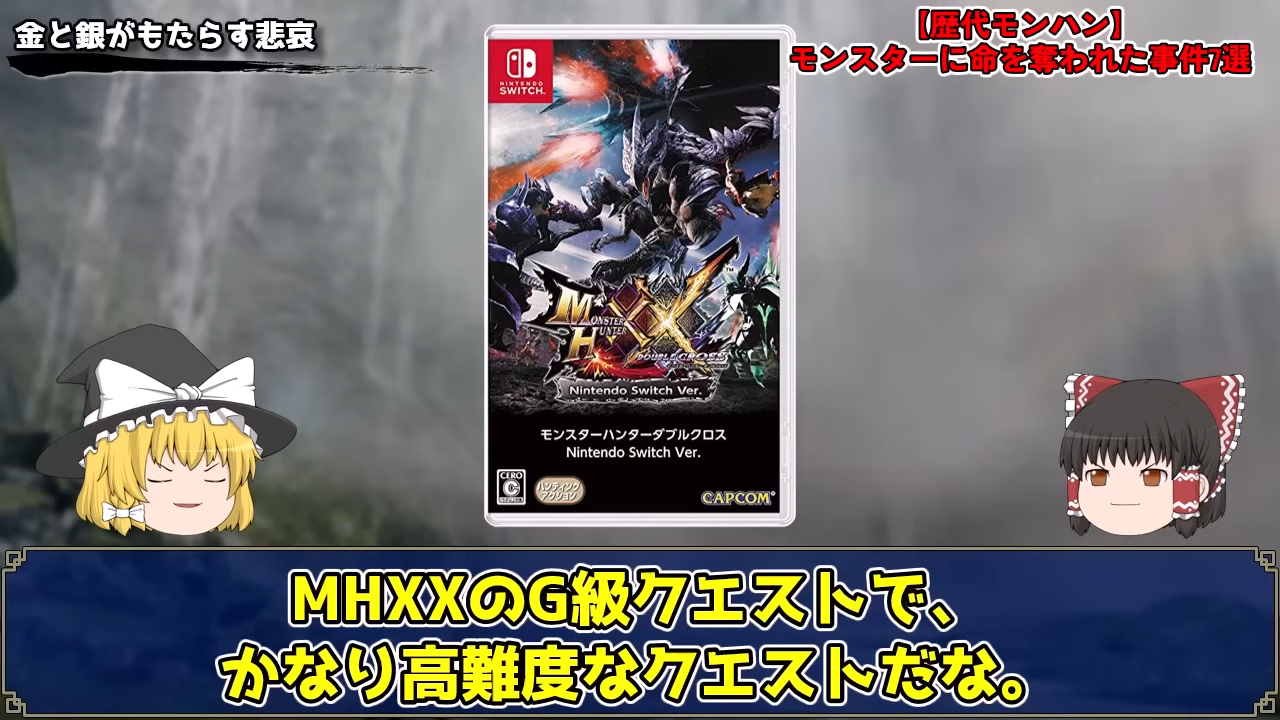 金と銀がもたらす悲哀
【歴代モンハン】
モンスターに命を奪われた事件7選
NINTENDO
SWITCH.
MONSTER
HUNTER
XX
DOUBLE CROSS
Nintendo Switch Ver.
モンスターハンターダブルクロス
Nintendo Switch Ver.
CERO
C
ハンティング
アクション
CAPCOM
MHXXのG級クエストで、
かなり高難度なクエストだな。